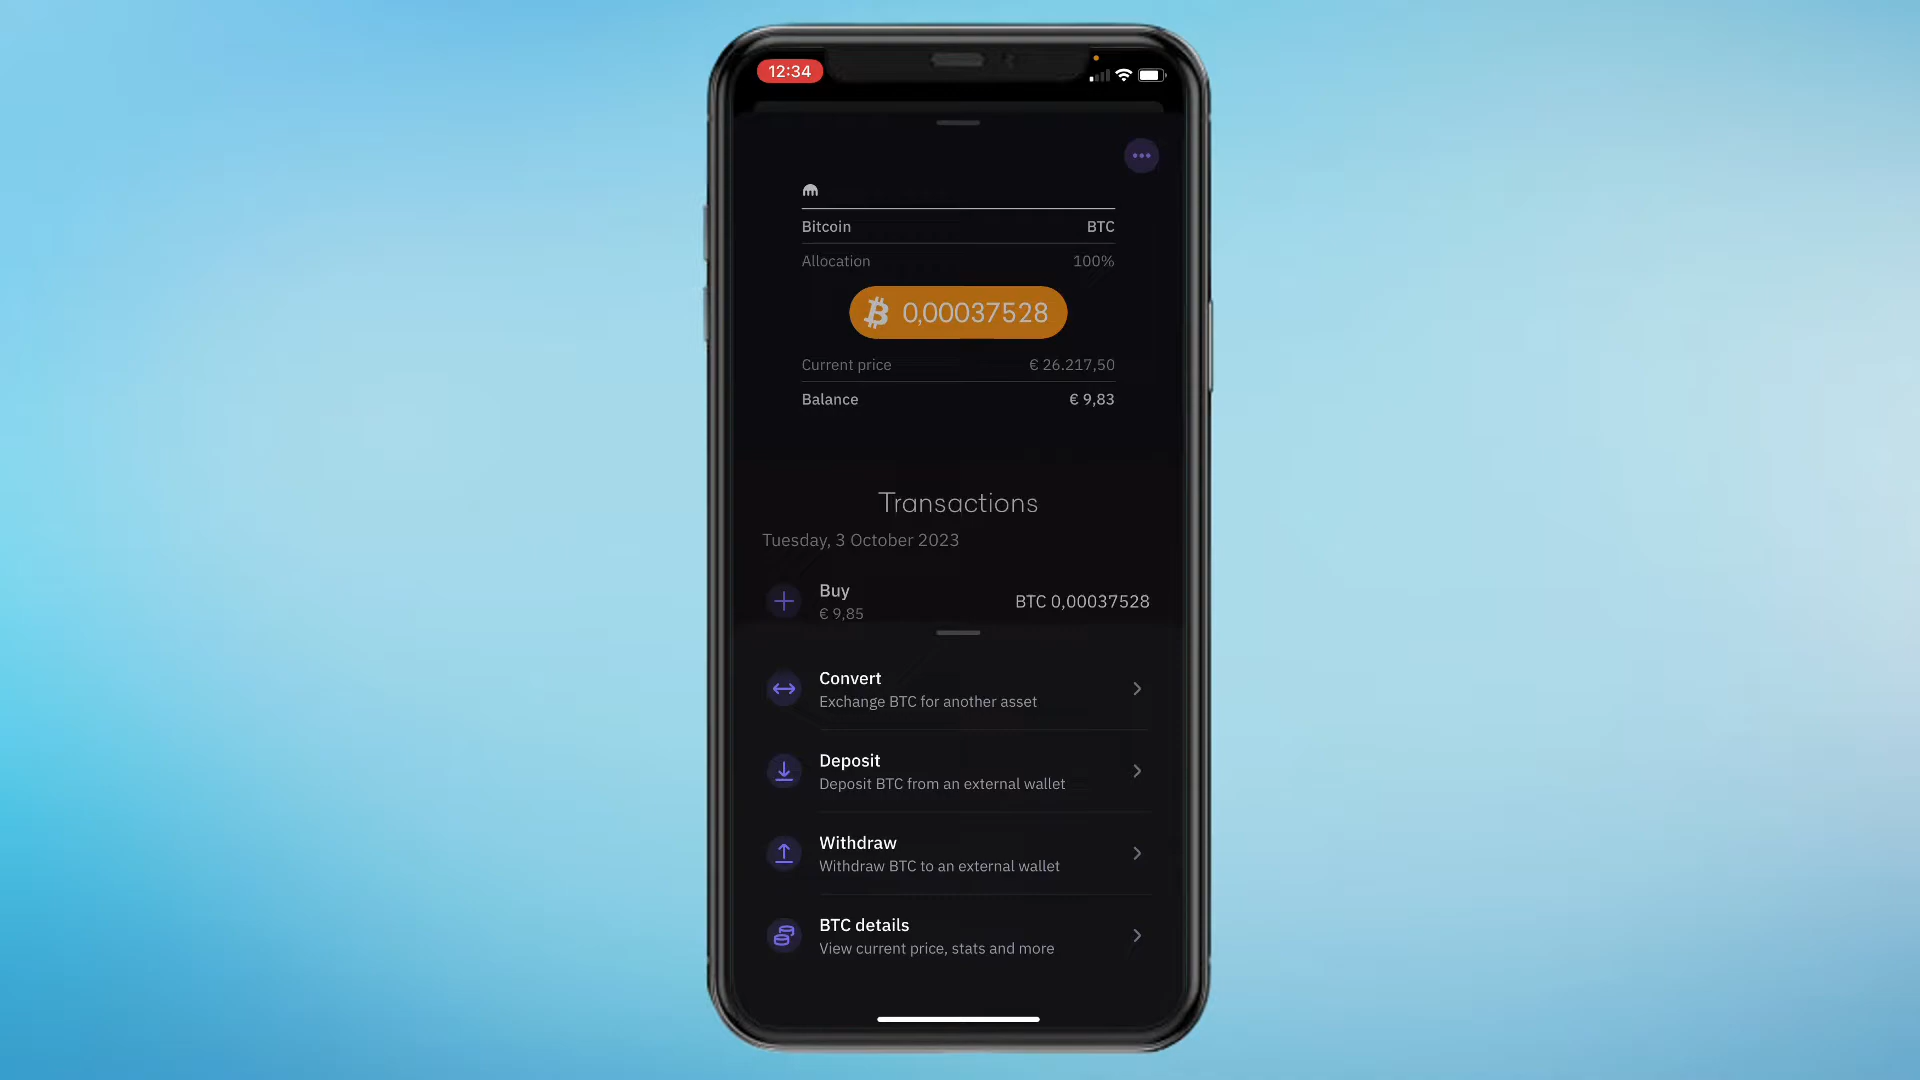 12:34
Bitcoin BTC
Allocation 100%
0,00037528
Current price € 26.217,50
Balance € 9,83
Transactions
Tuesday, 3 October 2023
Buy
€ 9,85
BTC 0,00037528
Convert
Exchange BTC for another asset
Deposit
Deposit BTC from an external wallet
Withdraw
Withdraw BTC to an external wallet
BTC details
View current price, stats and more